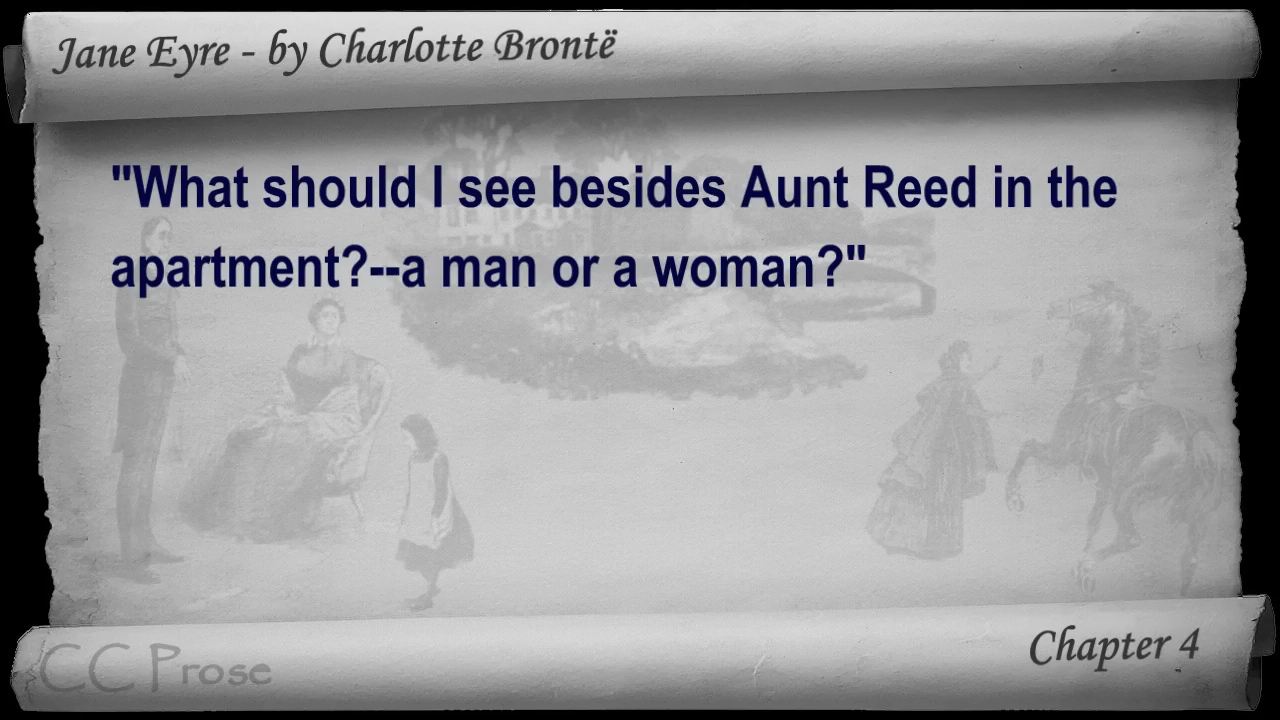 Jane Eyre - by Charlotte Brontë
"What should I see besides Aunt Reed in the
apartment?--a man or a woman?"
CC Prose
Chapter 4